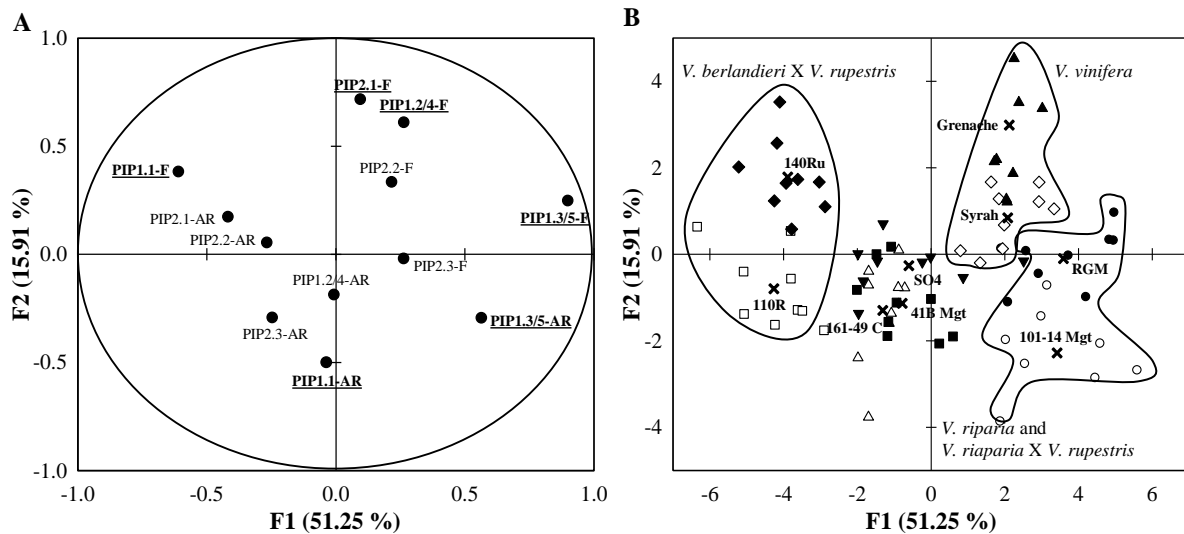 A
1.0
0.5
0.0
-0.5
-1.0
F2 (15.91 %)
PIP2.1-F
PIP1.2/4-F
PIP1.1-F
PIP2.2-F
PIP1.3/5-F
PIP2.1-AR
PIP2.2-AR
PIP2.3-F
PIP1.2/4-AR
PIP2.3-AR
PIP1.3/5-AR
PIP1.1-AR
-1.0 -0.5 0.0 0.5 1.0
F1 (51.25 %)
B
4
2
0
-2
-4
F2 (15.91 %)
V. berlandieri X V. rupestris
V. vinifera
Grenache
140Ru
Syrah
SO4
RGM
110R
41B Mgt
161-49 C
101-14 Mgt
V. riparia and
V. riaparia X V. rupestris
-6 -4 -2 0 2 4 6
F1 (51.25 %)